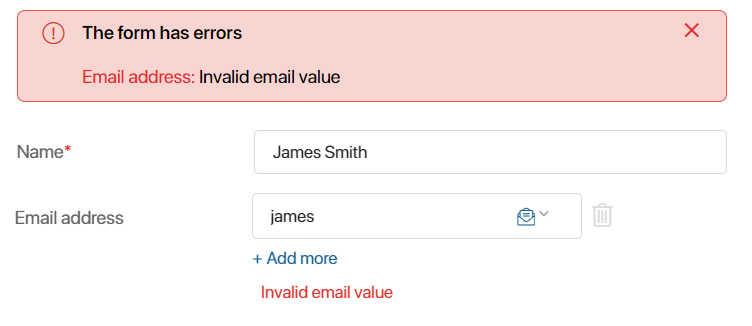 The form has errors
Email address: Invalid email value
Name* James Smith
Email address james
+ Add more
Invalid email value